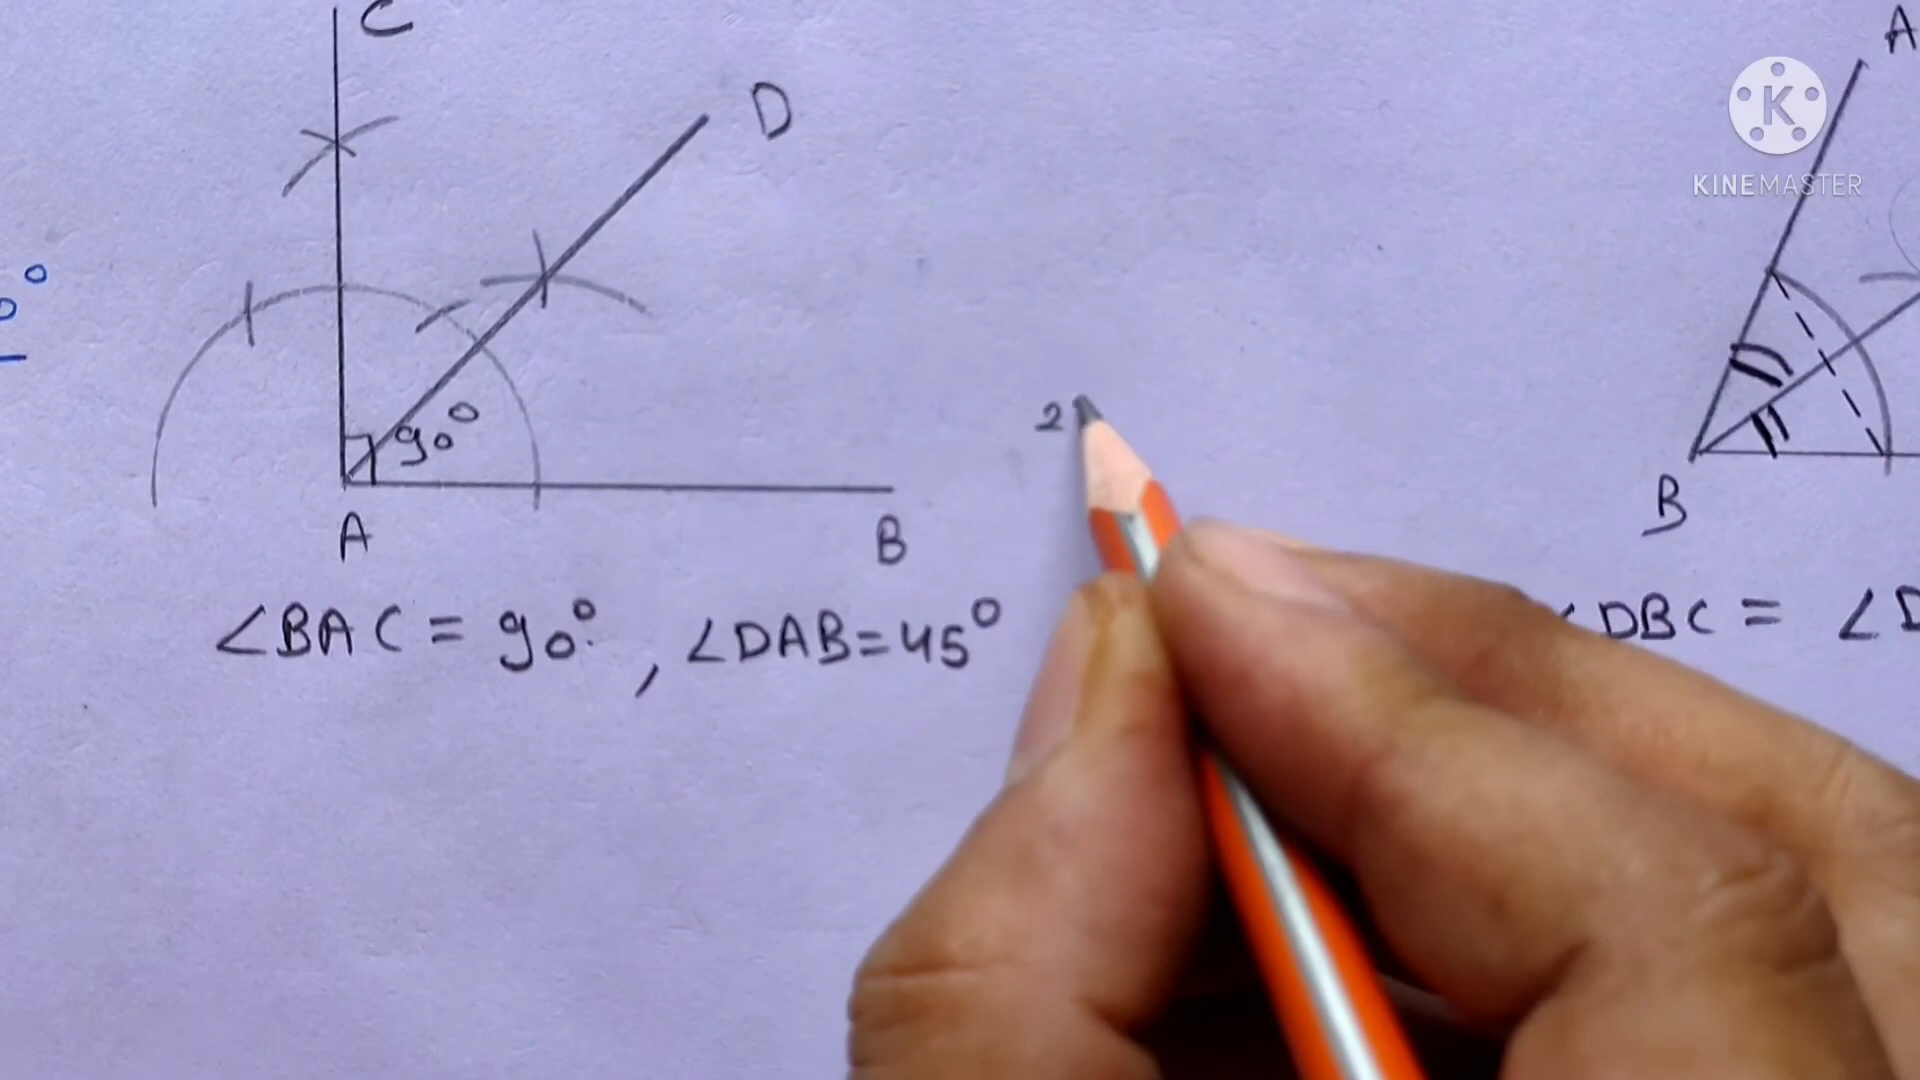 C
D
A
KINEMASTER
90°
2
A
B
B
∠BAC = 90°, ∠DAB = 45°
∠DBC = ∠D